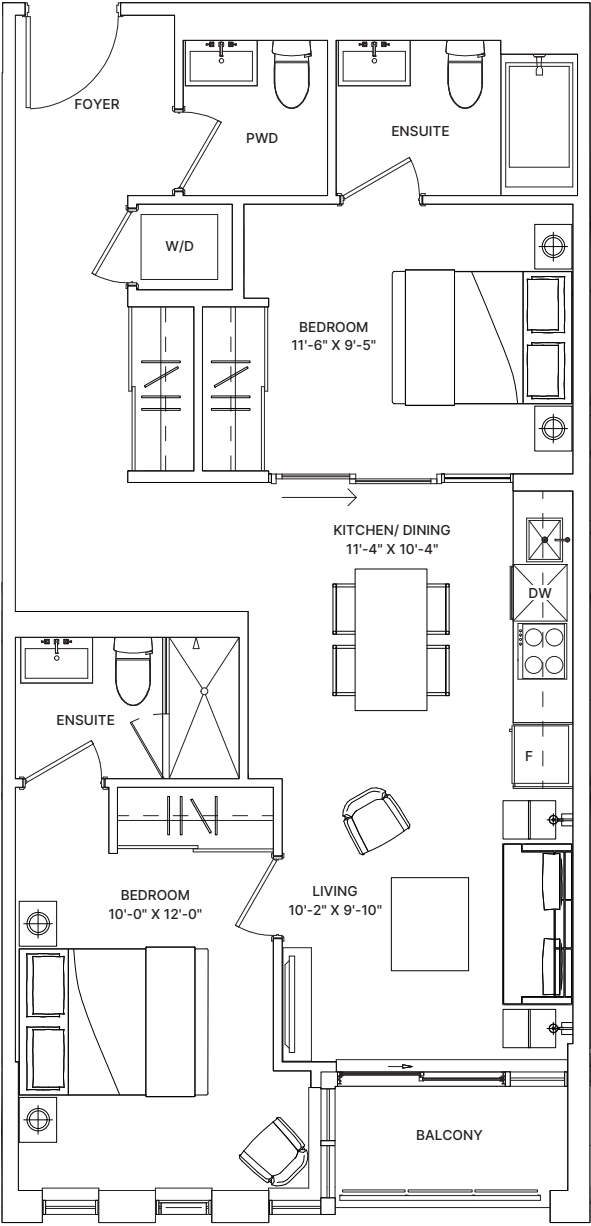 FOYER
PWD
ENSUITE
W/D
BEDROOM
11'-6" X 9'-5"
KITCHEN/ DINING
11'-4" X 10'-4"
DW
ENSUITE
F
BEDROOM
10'-0" X 12'-0"
LIVING
10'-2" X 9'-10"
BALCONY